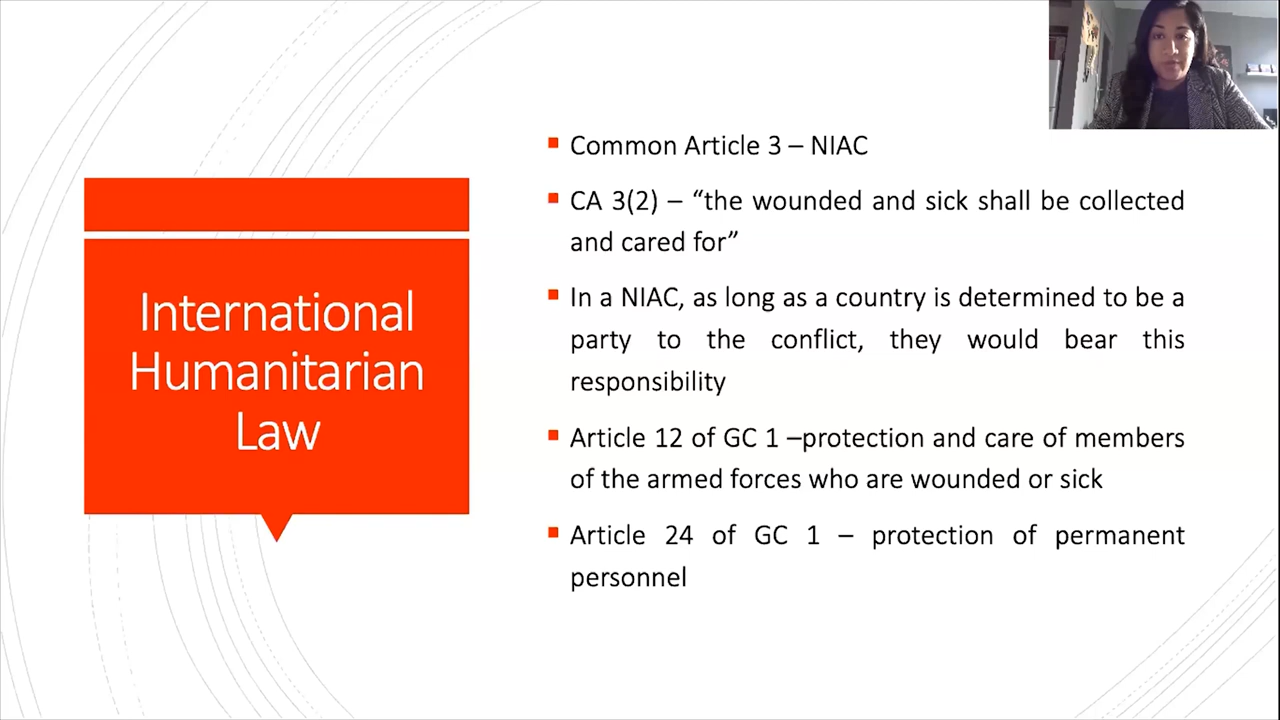 International
Humanitarian
Law
Common Article 3 – NIAC
CA 3(2) – “the wounded and sick shall be collected
and cared for”
In a NIAC, as long as a country is determined to be a
party to the conflict, they would bear this
responsibility
Article 12 of GC 1 –protection and care of members
of the armed forces who are wounded or sick
Article 24 of GC 1 – protection of permanent
personnel